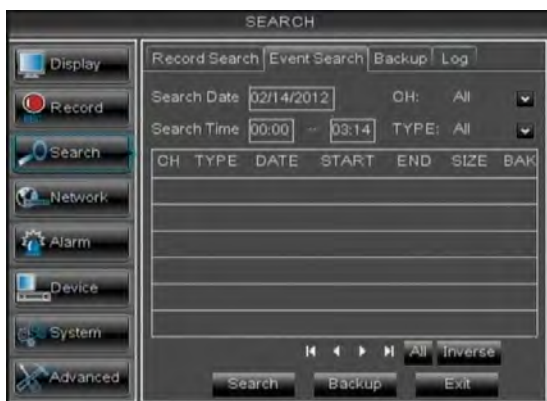 SEARCH
Display
Record
Search
Network
Alarm
Device
System
Advanced
Record Search Event Search Backup Log
Search Date 02/14/2012 CH: All
Search Time 00:00 -- 03:14 TYPE: All
CH TYPE DATE START END SIZE BAK
All Inverse
Search Backup Exit